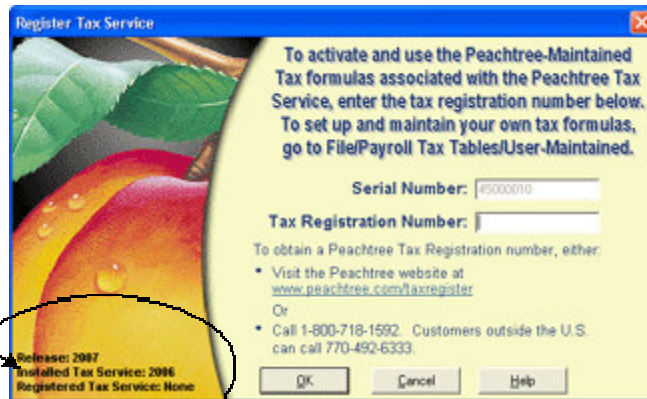 Register Tax Service
To activate and use the Peachtree-Maintained
Tax formulas associated with the Peachtree Tax
Service, enter the tax registration number below.
To set up and maintain your own tax formulas,
go to File/Payroll Tax Tables/User-Maintained.
Serial Number: 45000010
Tax Registration Number:
To obtain a Peachtree Tax Registration number, either:
• Visit the Peachtree website at
www.peachtree.com/taxregister
Or
• Call 1-800-718-1592. Customers outside the U.S.
can call 770-492-6333.
Release: 2007
Installed Tax Service: 2006
Registered Tax Service: None
OK Cancel Help